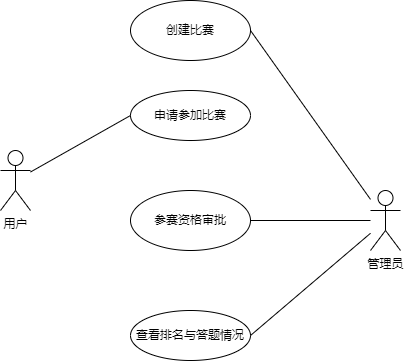 创建比赛
申请参加比赛
用户
参赛资格审批
管理员
查看排名与答题情况